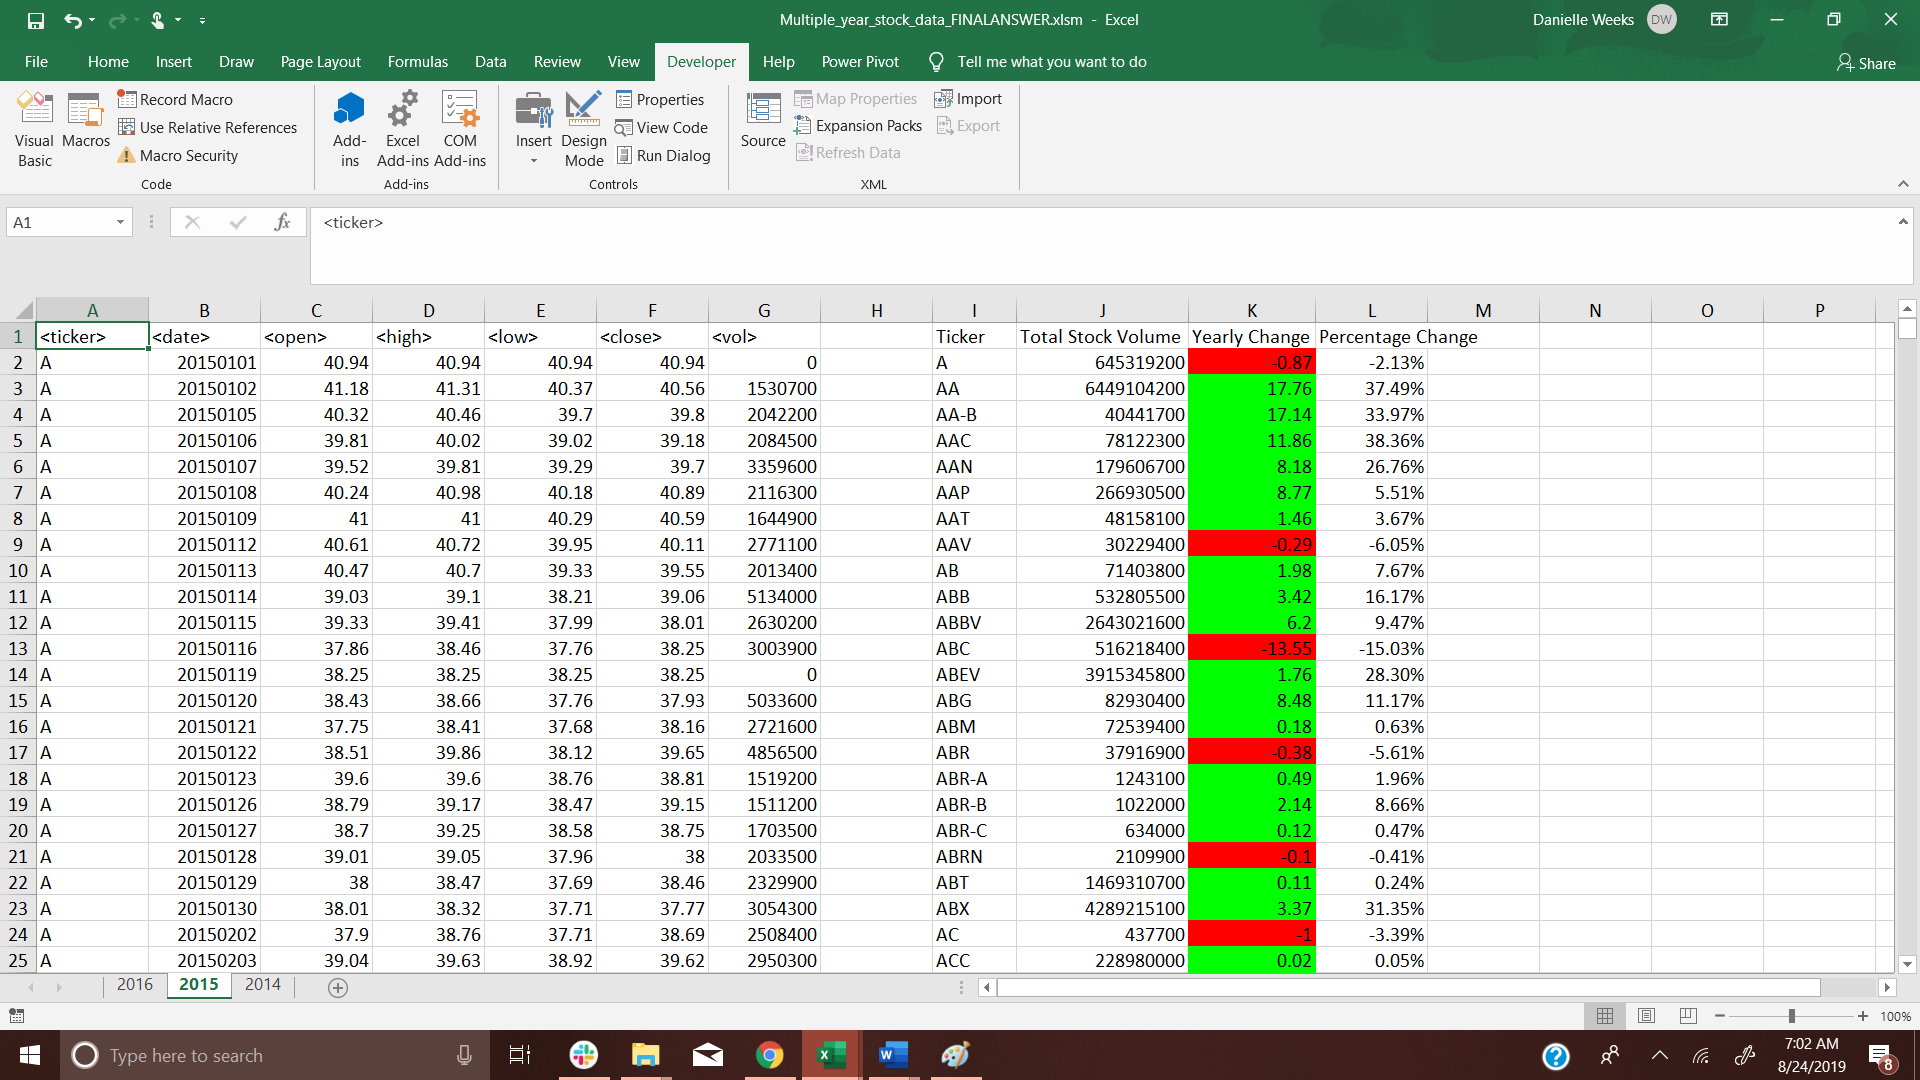 Multiple_year_stock_data_FINALANSWER.xlsm - Excel
Danielle Weeks DW
File Home Insert Draw Page Layout Formulas Data Review View Developer Help Power Pivot Tell me what you want to do
Share
Visual Basic
Macros
Record Macro
Use Relative References
Macro Security
Code
Add-ins
Excel Add-ins
COM Add-ins
Add-ins
Insert
Design Mode
Properties
View Code
Run Dialog
Controls
Source
Map Properties
Expansion Packs
Refresh Data
Import
Export
XML
A1 fx <ticker>
A B C D E F G H I J K L M N O P
1 <ticker> <date> <open> <high> <low> <close> <vol> Ticker Total Stock Volume Yearly Change Percentage Change
2 A 20150101 40.94 40.94 40.94 40.94 0 A 645319200 -0.87 -2.13%
3 A 20150102 41.18 41.31 40.37 40.56 1530700 AA 6449104200 17.76 37.49%
4 A 20150105 40.32 40.46 39.7 39.8 2042200 AA-B 40441700 17.14 33.97%
5 A 20150106 39.81 40.02 39.02 39.18 2084500 AAC 78122300 11.86 38.36%
6 A 20150107 39.52 39.81 39.29 39.7 3359600 AAN 179606700 8.18 26.76%
7 A 20150108 40.24 40.98 40.18 40.89 2116300 AAP 266930500 8.77 5.51%
8 A 20150109 41 41 40.29 40.59 1644900 AAT 48158100 1.46 3.67%
9 A 20150112 40.61 40.72 39.95 40.11 2771100 AAV 30229400 -0.29 -6.05%
10 A 20150113 40.47 40.7 39.33 39.55 2013400 AB 71403800 1.98 7.67%
11 A 20150114 39.03 39.1 38.21 39.06 5134000 ABB 532805500 3.42 16.17%
12 A 20150115 39.33 39.41 37.99 38.01 2630200 ABBV 2643021600 6.2 9.47%
13 A 20150116 37.86 38.46 37.76 38.25 3003900 ABC 516218400 -13.55 -15.03%
14 A 20150119 38.25 38.25 38.25 38.25 0 ABEV 3915345800 1.76 28.30%
15 A 20150120 38.43 38.66 37.76 37.93 5033600 ABG 82930400 8.48 11.17%
16 A 20150121 37.75 38.41 37.68 38.16 2721600 ABM 72539400 0.18 0.63%
17 A 20150122 38.51 39.86 38.12 39.65 4856500 ABR 37916900 -0.38 -5.61%
18 A 20150123 39.6 39.6 38.76 38.81 1519200 ABR-A 1243100 0.49 1.96%
19 A 20150126 38.79 39.17 38.47 39.15 1511200 ABR-B 1022000 2.14 8.66%
20 A 20150127 38.7 39.25 38.58 38.75 1703500 ABR-C 634000 0.12 0.47%
21 A 20150128 39.01 39.05 37.96 38 2033500 ABRN 2109900 -0.1 -0.41%
22 A 20150129 38 38.47 37.69 38.46 2329900 ABT 1469310700 0.11 0.24%
23 A 20150130 38.01 38.32 37.71 37.77 3054300 ABX 4289215100 3.37 31.35%
24 A 20150202 37.9 38.76 37.71 38.69 2508400 AC 437700 -1 -3.39%
25 A 20150203 39.04 39.63 38.92 39.62 2950300 ACC 228980000 0.02 0.05%
2016 2015 2014
100%
Type here to search
7:02 AM
8/24/2019
8